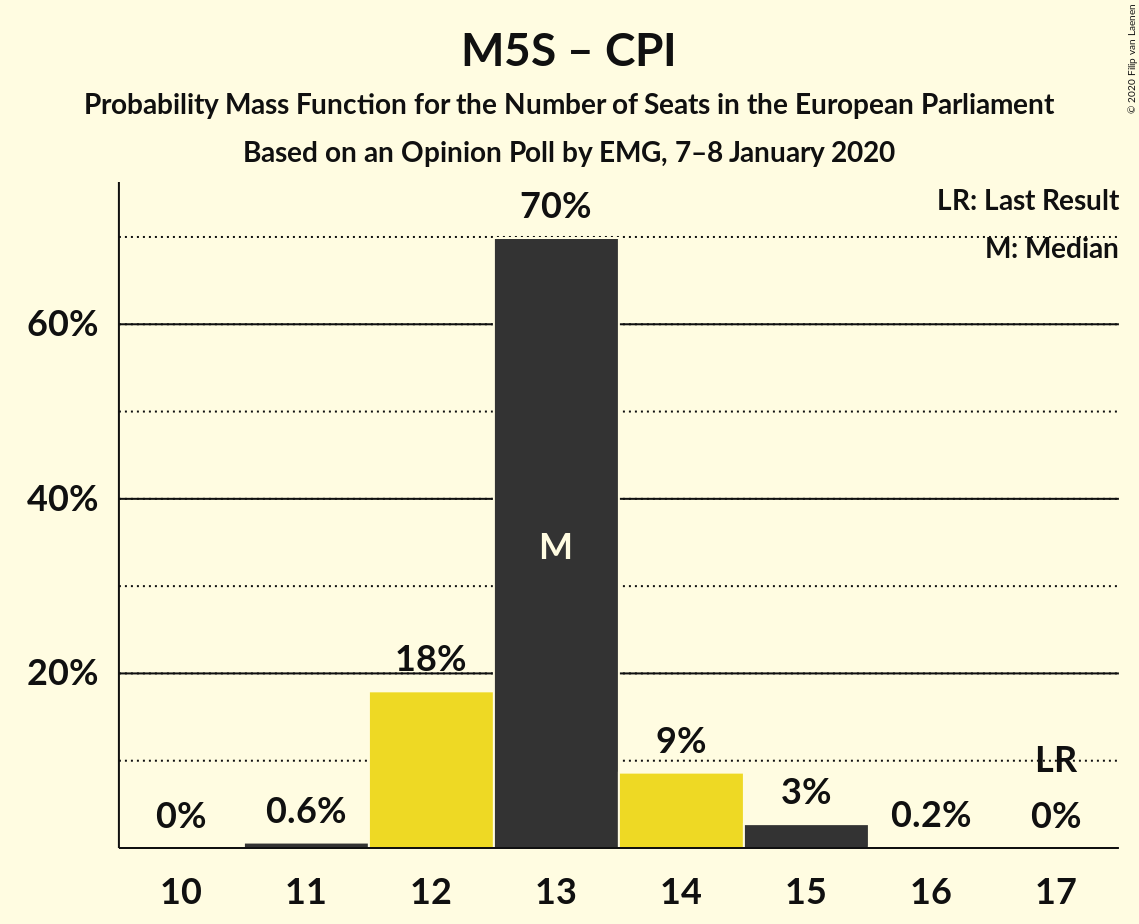 M5S – CPI
Probability Mass Function for the Number of Seats in the European Parliament
Based on an Opinion Poll by EMG, 7–8 January 2020
© 2020 Filip van Laenen
LR: Last Result
M: Median
70%
60%
40%
M
20%
18%
9%
LR
0%
0.6%
3%
0.2%
0%
10
11
12
13
14
15
16
17